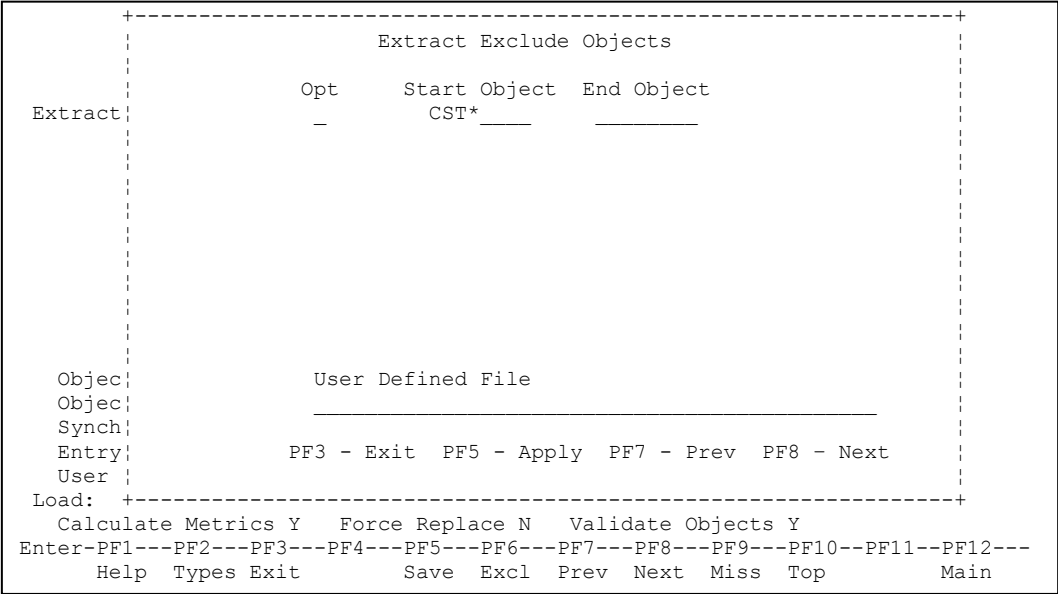 +----------------------------------------------------------------+
¦ Extract Exclude Objects ¦
¦ ¦
¦ Opt Start Object End Object ¦
Extract¦ _ CST*____ ________ ¦
¦ ¦
¦ ¦
¦ ¦
¦ ¦
¦ ¦
¦ ¦
¦ ¦
¦ ¦
¦ ¦
¦ ¦
Objec¦ User Defined File ¦
Objec¦ ____________________________________________ ¦
Synch¦ ¦
Entry¦ PF3 - Exit PF5 - Apply PF7 - Prev PF8 – Next ¦
User ¦ ¦
Load: +----------------------------------------------------------------+
Calculate Metrics Y Force Replace N Validate Objects Y
Enter-PF1---PF2---PF3---PF4---PF5---PF6---PF7---PF8---PF9---PF10--PF11--PF12---
Help Types Exit Save Excl Prev Next Miss Top Main